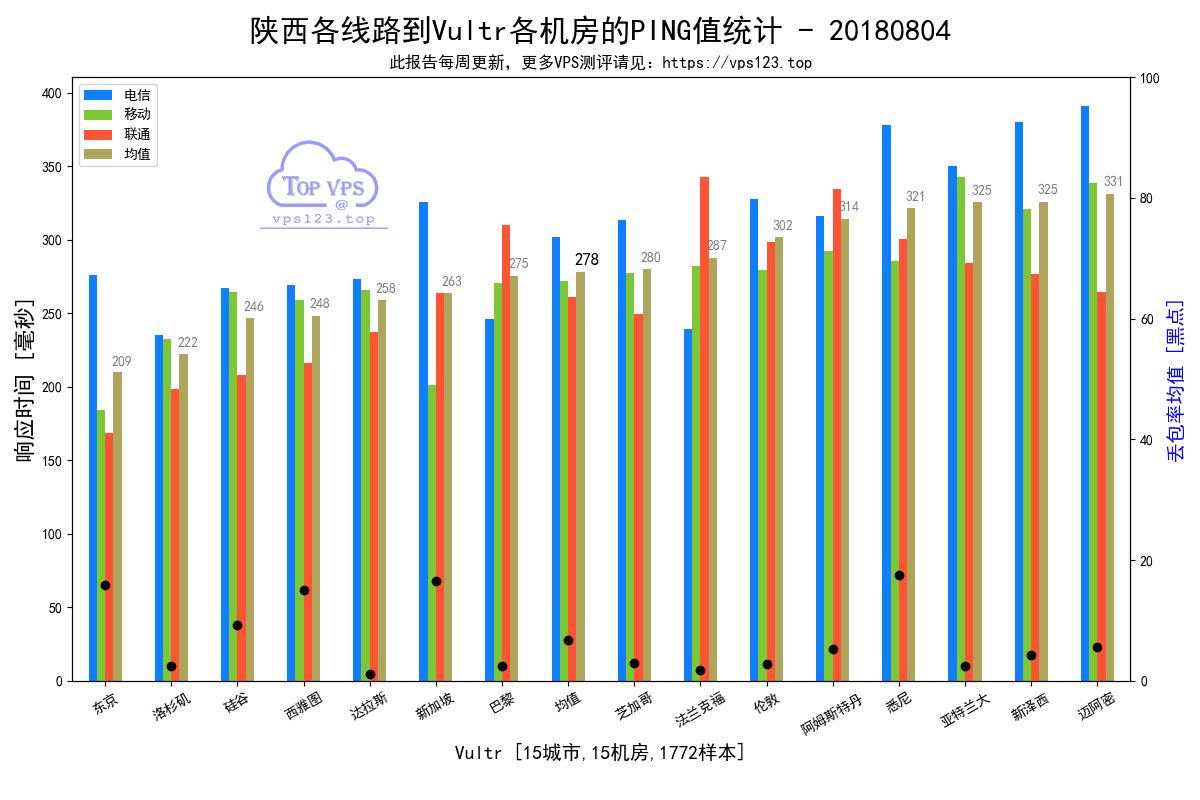 陕西各线路到Vultr各机房的PING值统计 - 20180804
此报告每周更新，更多VPS测评请见：https://vps123.top
电信
移动
联通
均值
TOP VPS
@
vps123.top
响应时间 [毫秒]
400
350
300
250
200
150
100
50
0
209
222
246
248
258
263
275
278
280
287
302
314
321
325
325
331
100
80
60
40
20
0
丢包率均值 [黑点]
东京
洛杉矶
硅谷
西雅图
达拉斯
新加坡
巴黎
均值
芝加哥
法兰克福
伦敦
阿姆斯特丹
悉尼
亚特兰大
新泽西
迈阿密
Vultr [15城市,15机房,1772样本]